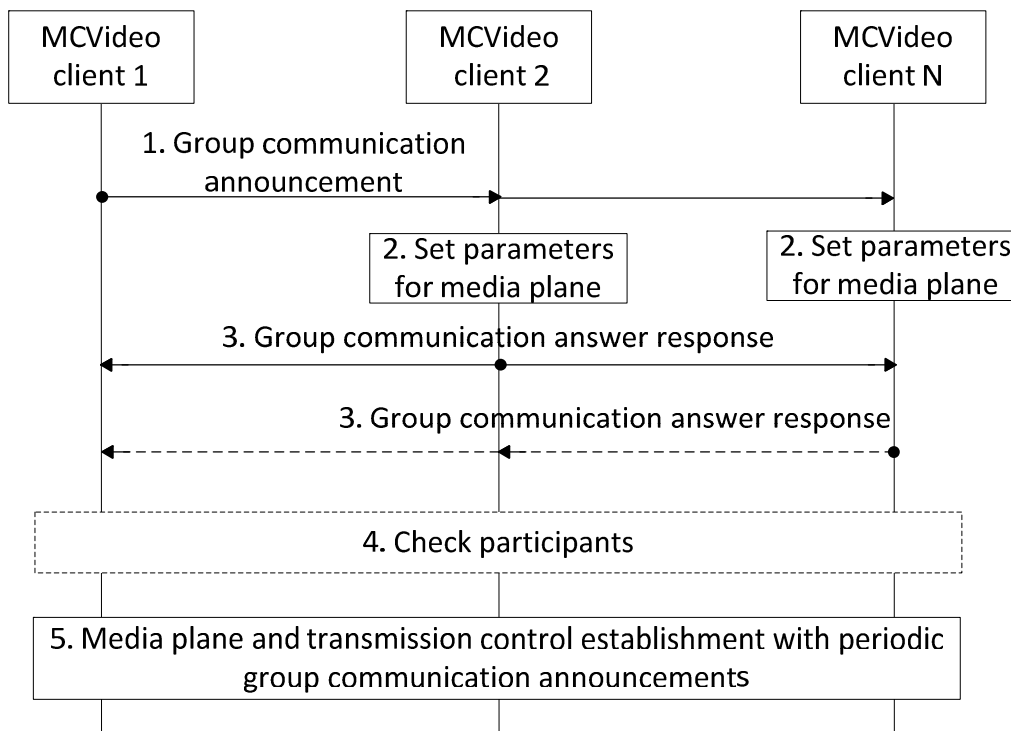 MCVideo
client 1
MCVideo
client 2
MCVideo
client N
1. Group communication
announcement
2. Set parameters
for media plane
2. Set parameters
for media plane
3. Group communication answer response
3. Group communication answer response
4. Check participants
5. Media plane and transmission control establishment with periodic
group communication announcements